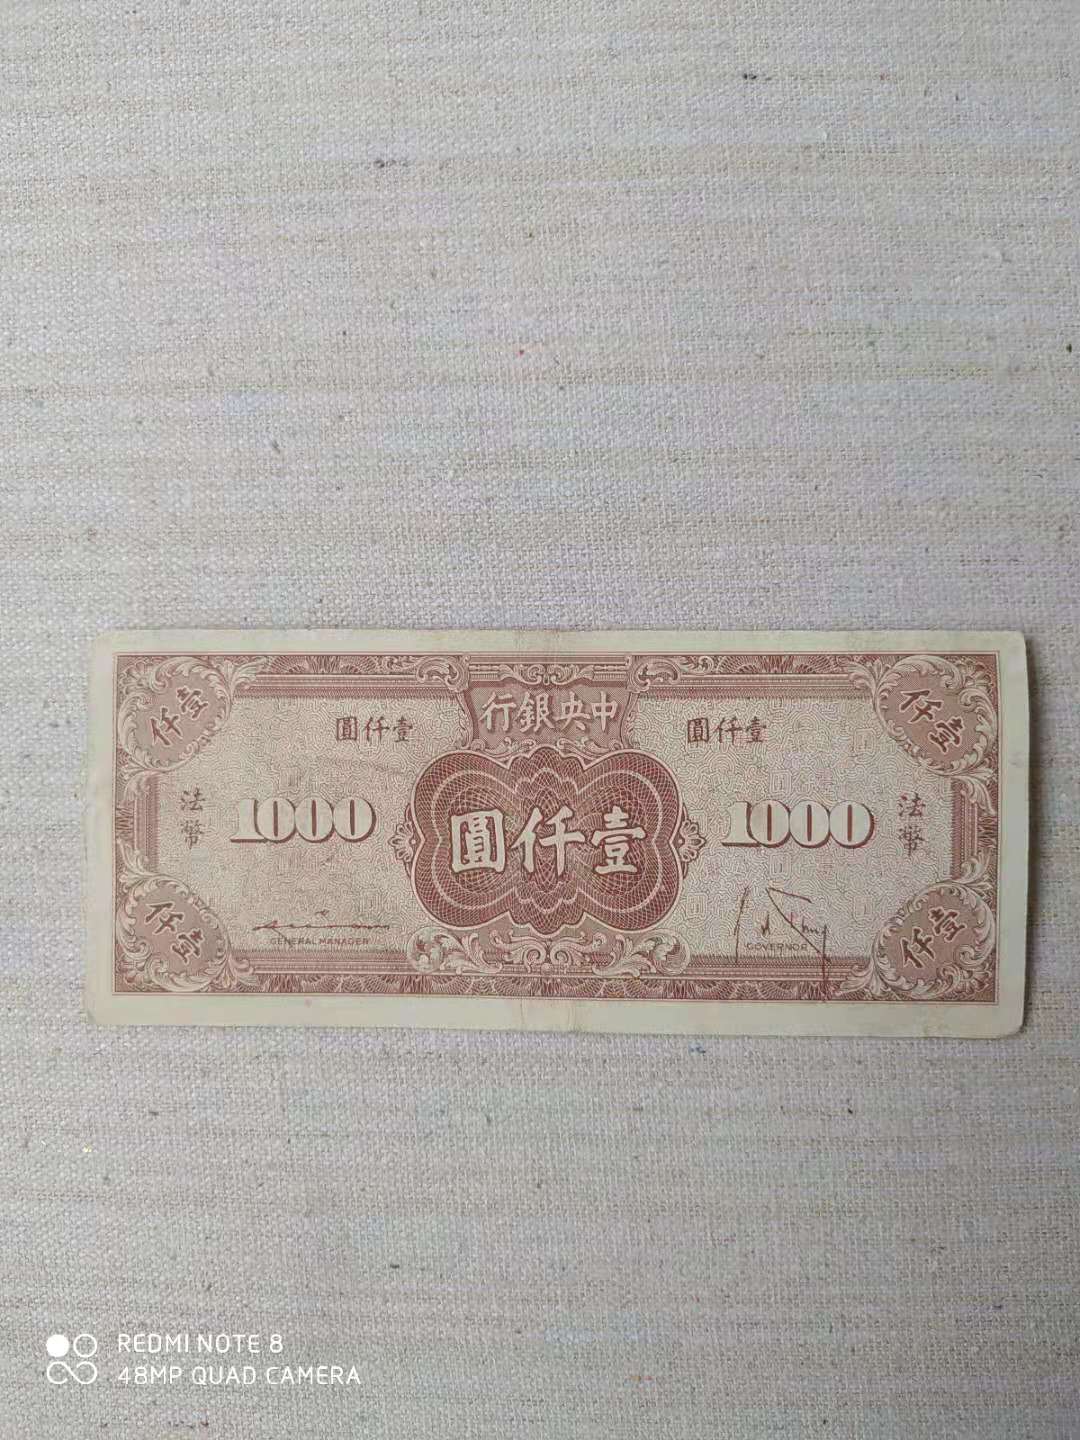 中央銀行
壹仟
仟壹
壹仟圓
壹仟圓
法幣
1000
壹仟圓
1000
法幣
GENERAL MANAGER
GOVERNOR
仟壹
壹仟
REDMI NOTE 8
48MP QUAD CAMERA